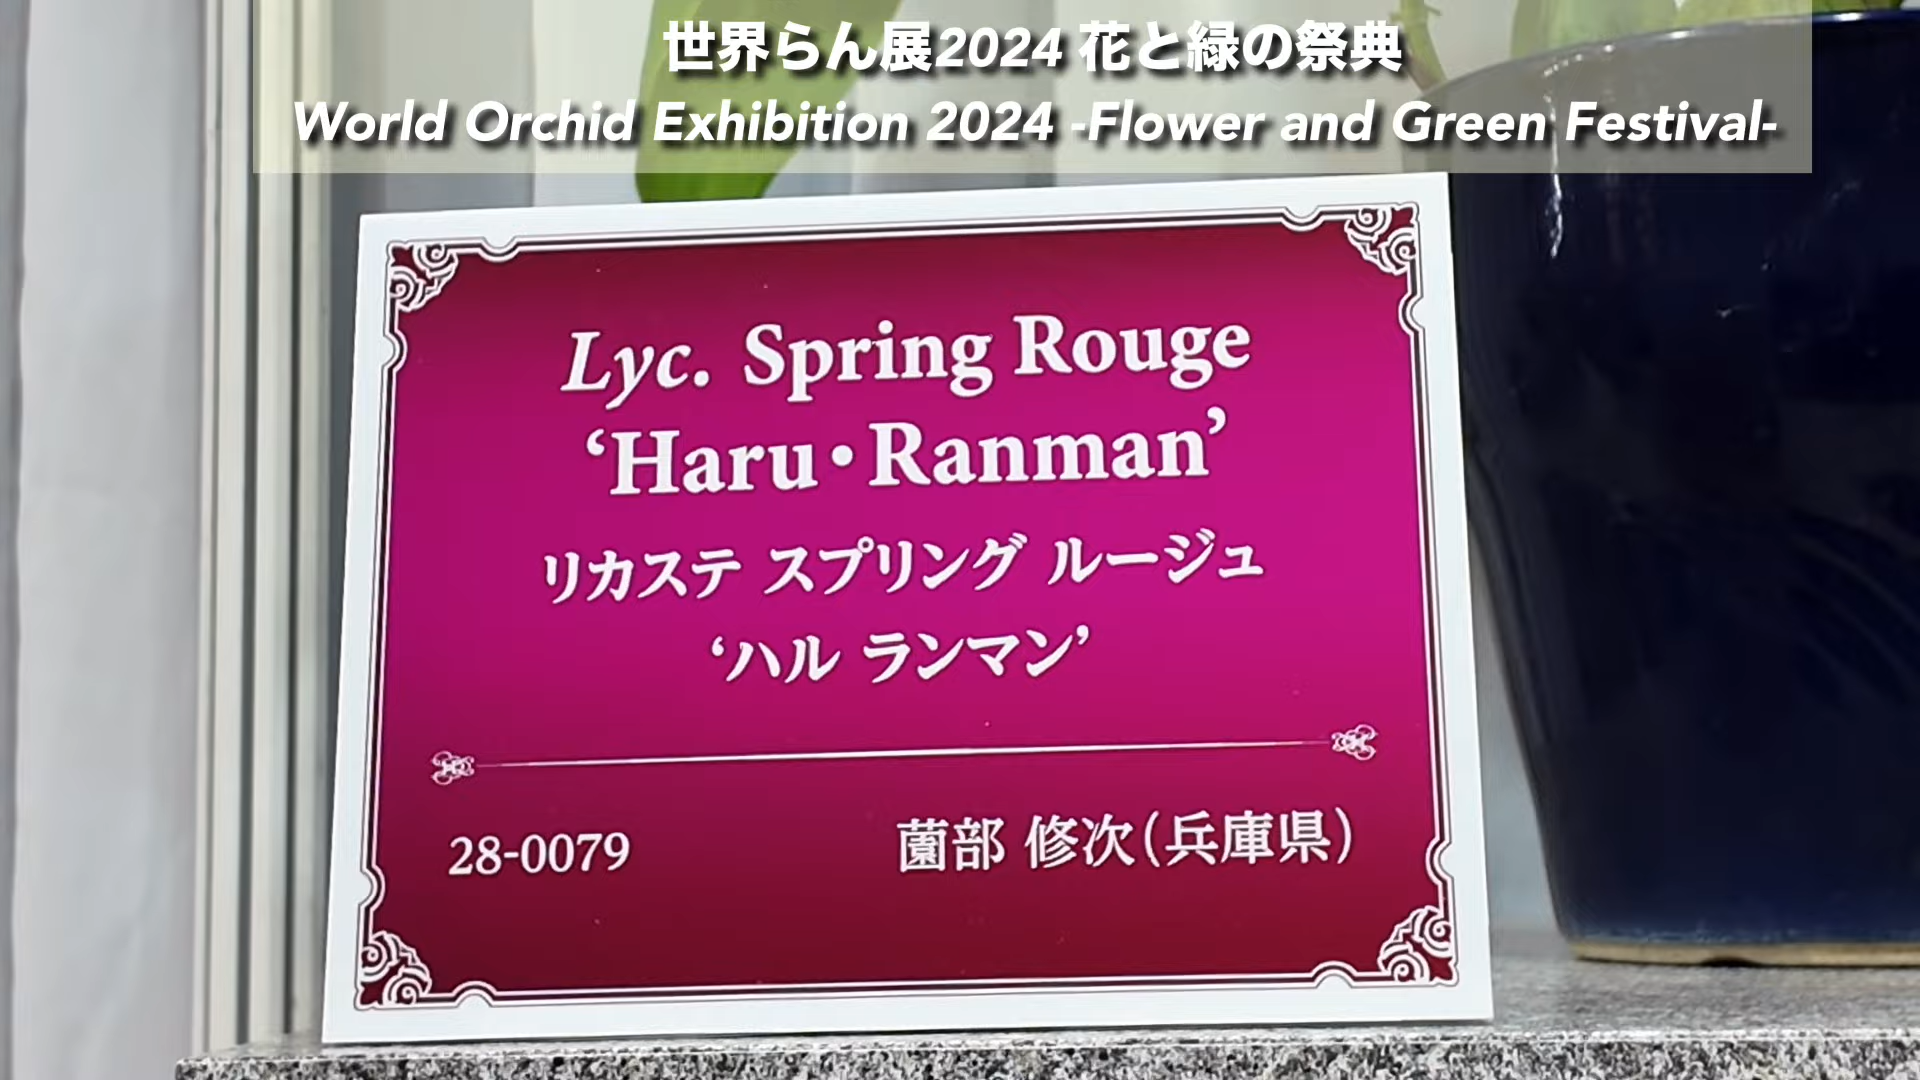 世界らん展2024 花と緑の祭典
World Orchid Exhibition 2024 -Flower and Green Festival-
Lyc. Spring Rouge
‘Haru・Ranman’
リカステ スプリング ルージュ
‘ハル ランマン’
28-0079
薗部 修次(兵庫県)